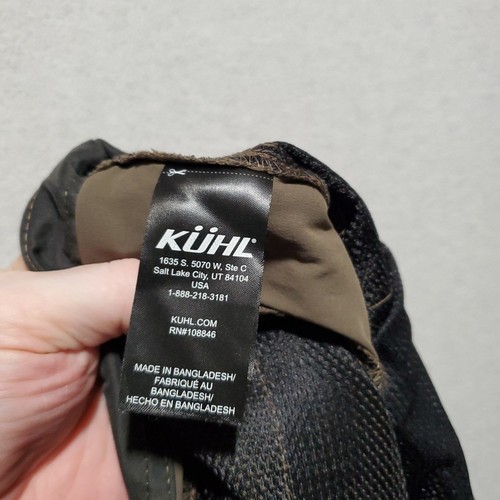 KÜHL®
1635 S. 5070 W, Ste C
Salt Lake City, UT 84104
USA
1-888-218-3181
KUHL.COM
RN#108846
MADE IN BANGLADESH/
FABRIQUÉ AU
BANGLADESH/
HECHO EN BANGLADESH